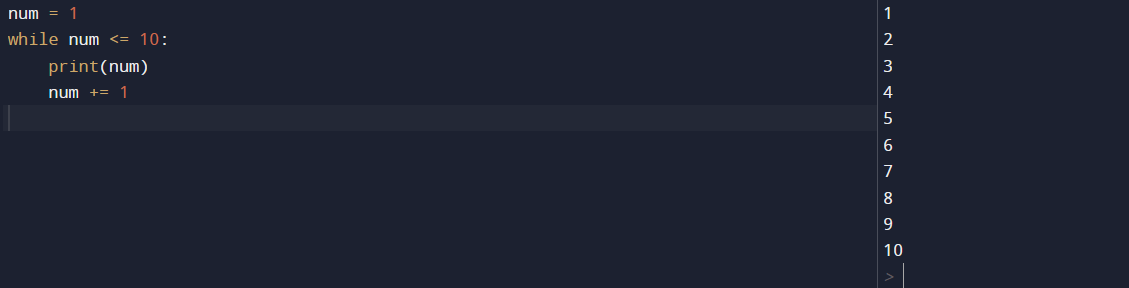 num = 1
while num <= 10:
    print(num)
    num += 1
1
2
3
4
5
6
7
8
9
10
>